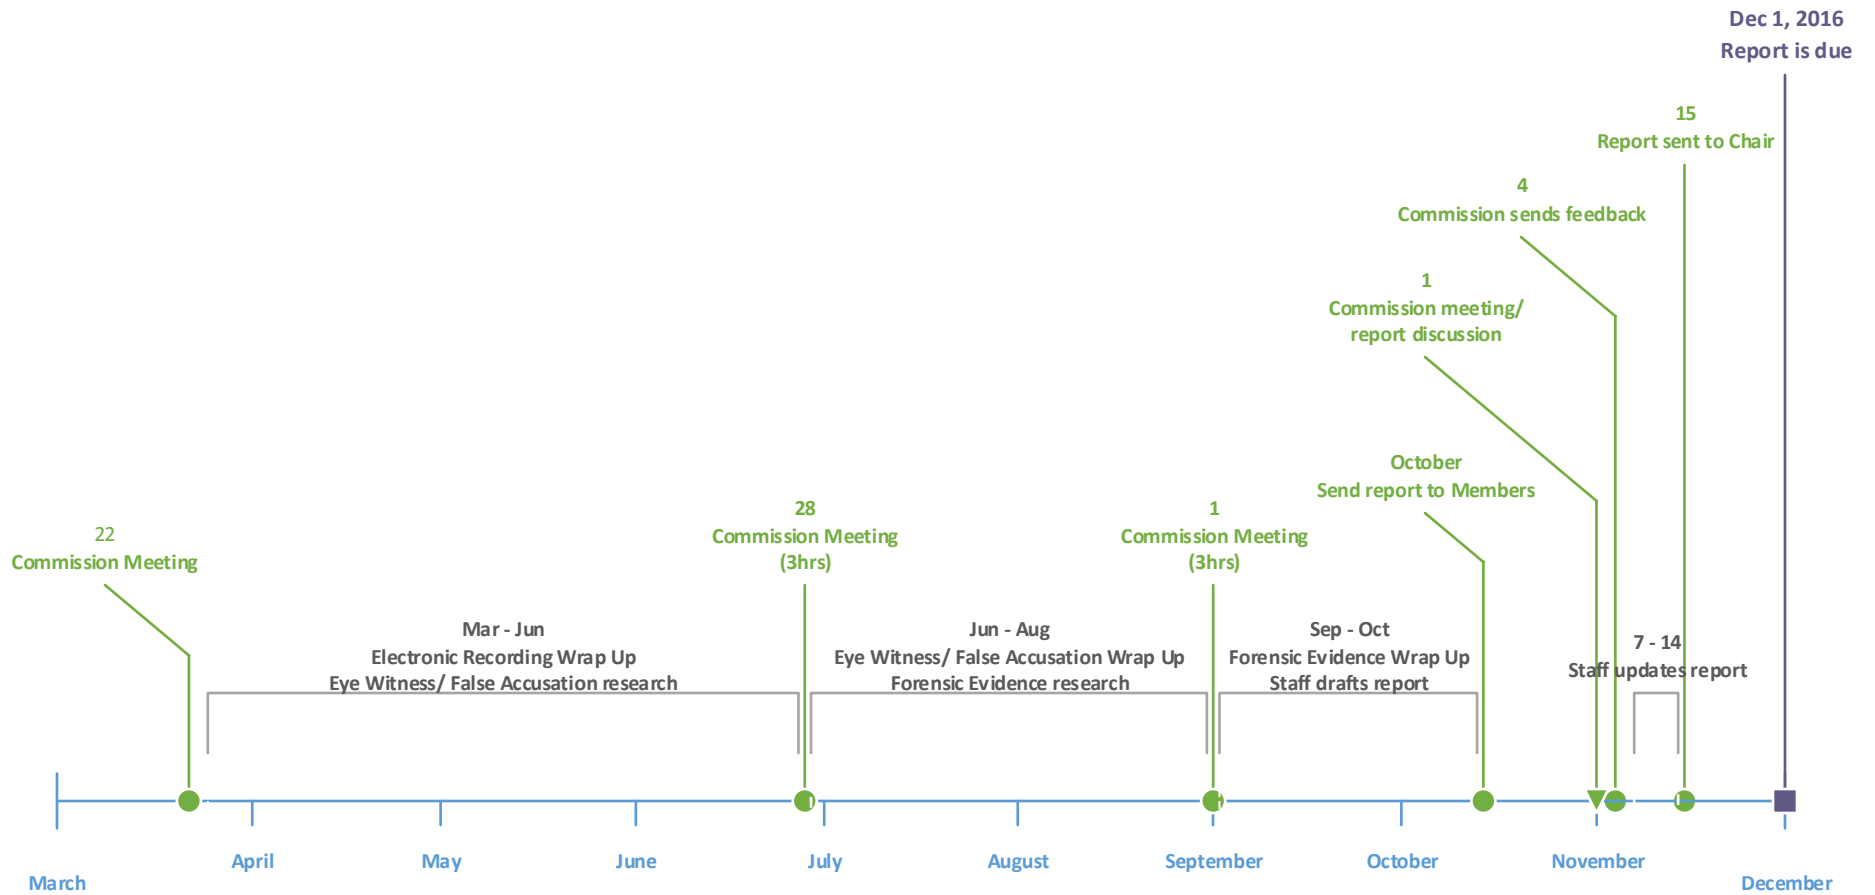 Dec 1, 2016
Report is due
15
Report sent to Chair
4
Commission sends feedback
1
Commission meeting/
report discussion
October
Send report to Members
22
Commission Meeting
28
Commission Meeting
(3hrs)
1
Commission Meeting
(3hrs)
Mar - Jun
Electronic Recording Wrap Up
Eye Witness/ False Accusation research
Jun - Aug
Eye Witness/ False Accusation Wrap Up
Forensic Evidence research
Sep - Oct
Forensic Evidence Wrap Up
Staff drafts report
7 - 14
Staff updates report
March
April
May
June
July
August
September
October
November
December